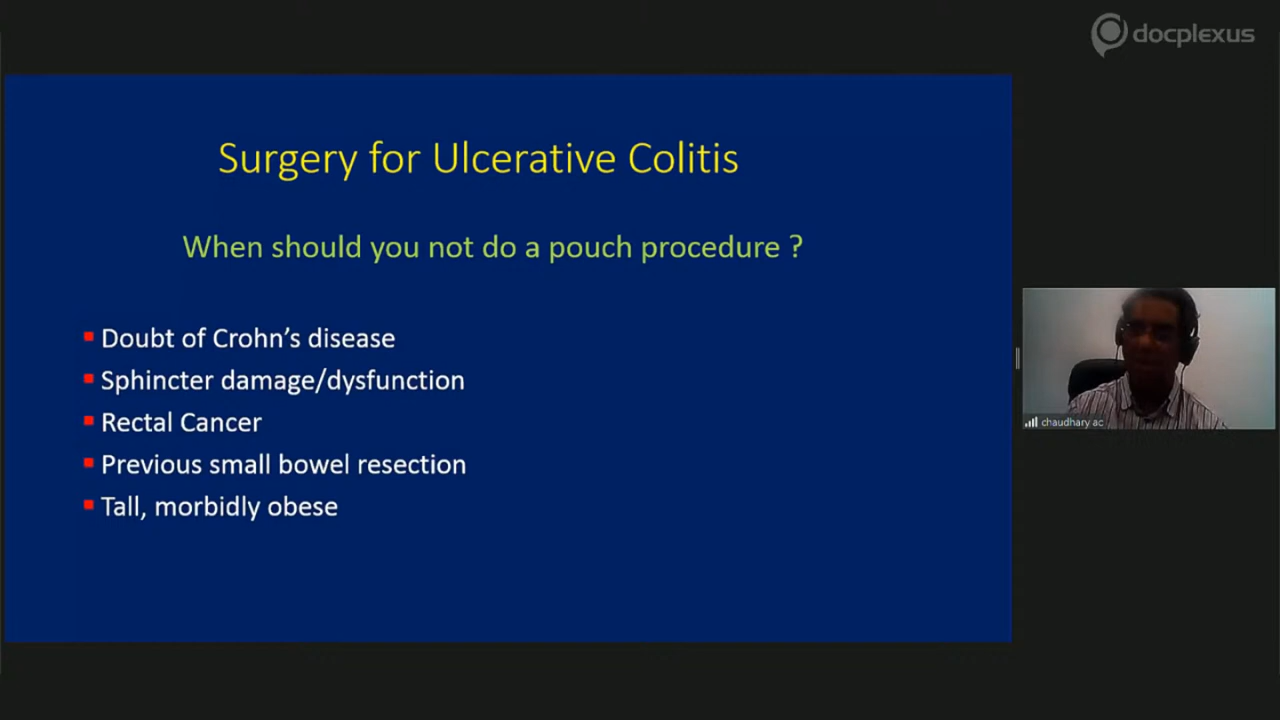 docplexus
Surgery for Ulcerative Colitis
When should you not do a pouch procedure ?
Doubt of Crohn’s disease
Sphincter damage/dysfunction
Rectal Cancer
Previous small bowel resection
Tall, morbidly obese
chaudhary ac